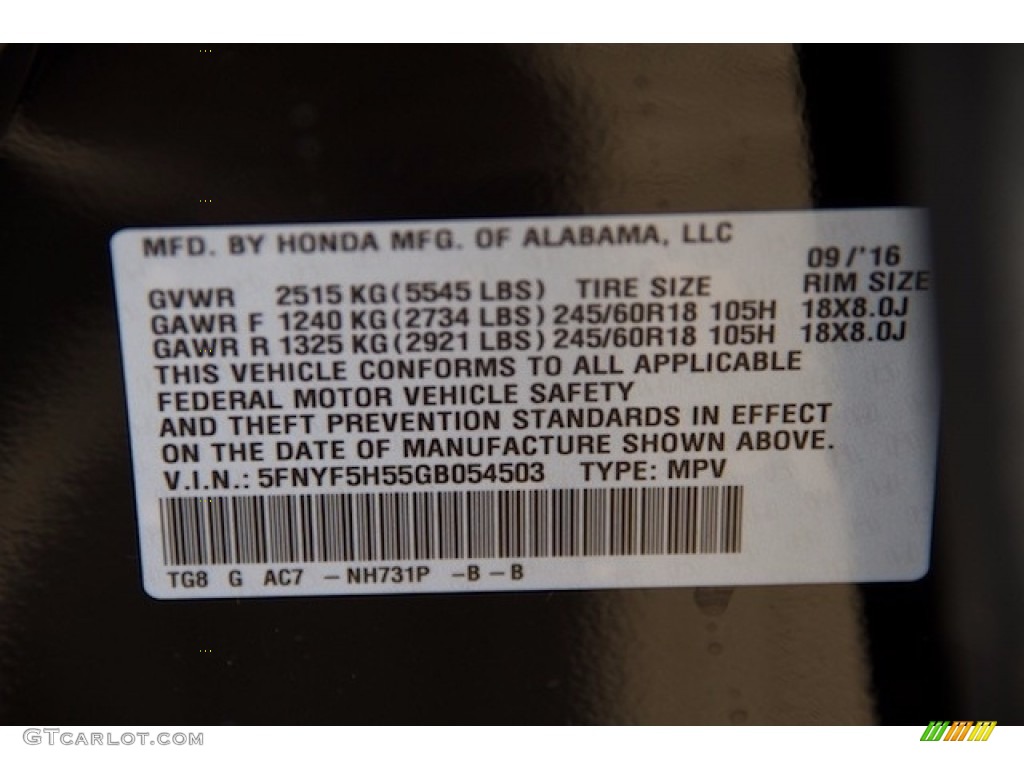 MFD. BY HONDA MFG. OF ALABAMA, LLC
09/'16
GVWR 2515 KG (5545 LBS) TIRE SIZE RIM SIZE
GAWR F 1240 KG (2734 LBS) 245/60R18 105H 18X8.0J
GAWR R 1325 KG (2921 LBS) 245/60R18 105H 18X8.0J
THIS VEHICLE CONFORMS TO ALL APPLICABLE
FEDERAL MOTOR VEHICLE SAFETY
AND THEFT PREVENTION STANDARDS IN EFFECT
ON THE DATE OF MANUFACTURE SHOWN ABOVE.
V.I.N.: 5FNYF5H55GB054503 TYPE: MPV
TG8 G AC7 – NH731P – B – B
GTCarlot.com